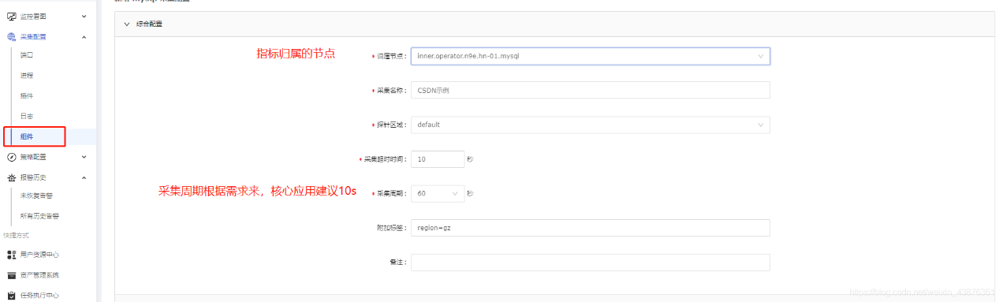 监控看图
采集配置
端口
进程
插件
日志
组件
策略配置
报警历史
未恢复告警
所有历史告警
快捷方式
用户资源中心
资产管理系统
任务执行中心
综合配置
指标归属的节点
* 归属节点: inner.operator.n9e.hn-01.mysql
* 采集名称: CSDN示例
* 探针区域: default
* 采集超时时间: 10 秒
采集周期根据需求来，核心应用建议10s
* 采集周期: 60 秒
附加标签: region=gz
备注: